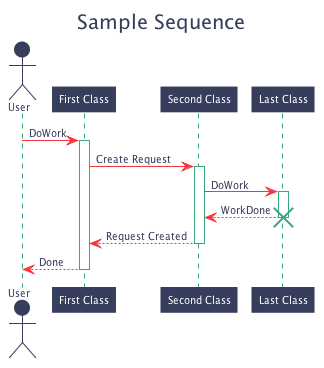 Sample Sequence
User
First Class
Second Class
Last Class
DoWork
Create Request
DoWork
WorkDone
Request Created
Done
User
First Class
Second Class
Last Class